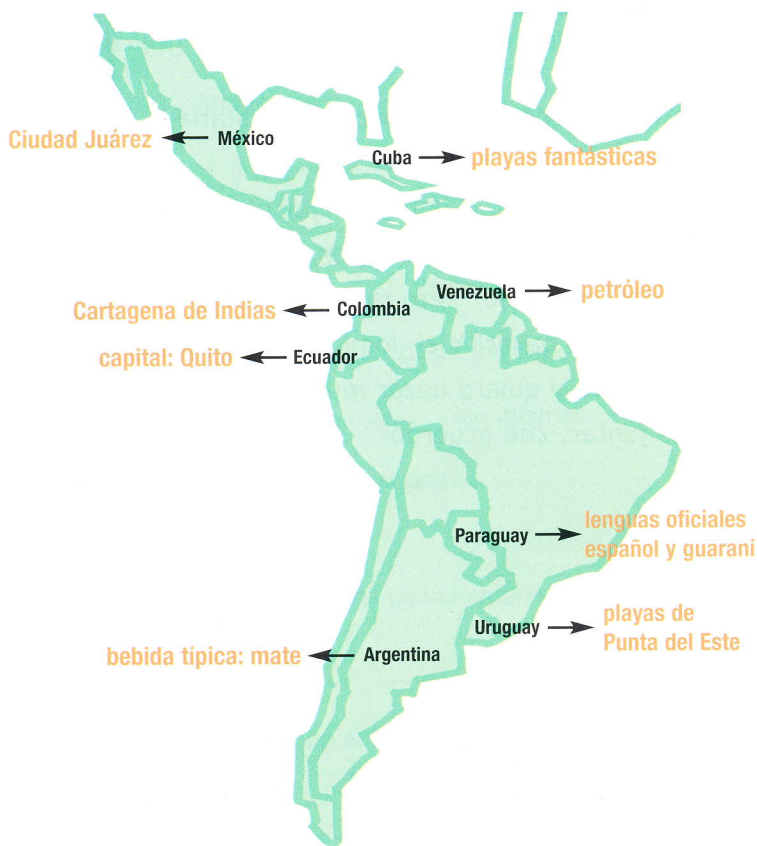 Ciudad Juárez ← México
Cuba → playas fantásticas
Venezuela → petróleo
Cartagena de Indias ← Colombia
capital: Quito ← Ecuador
Paraguay → lenguas oficiales
español y guaraní
Uruguay → playas de
Punta del Este
bebida típica: mate ← Argentina